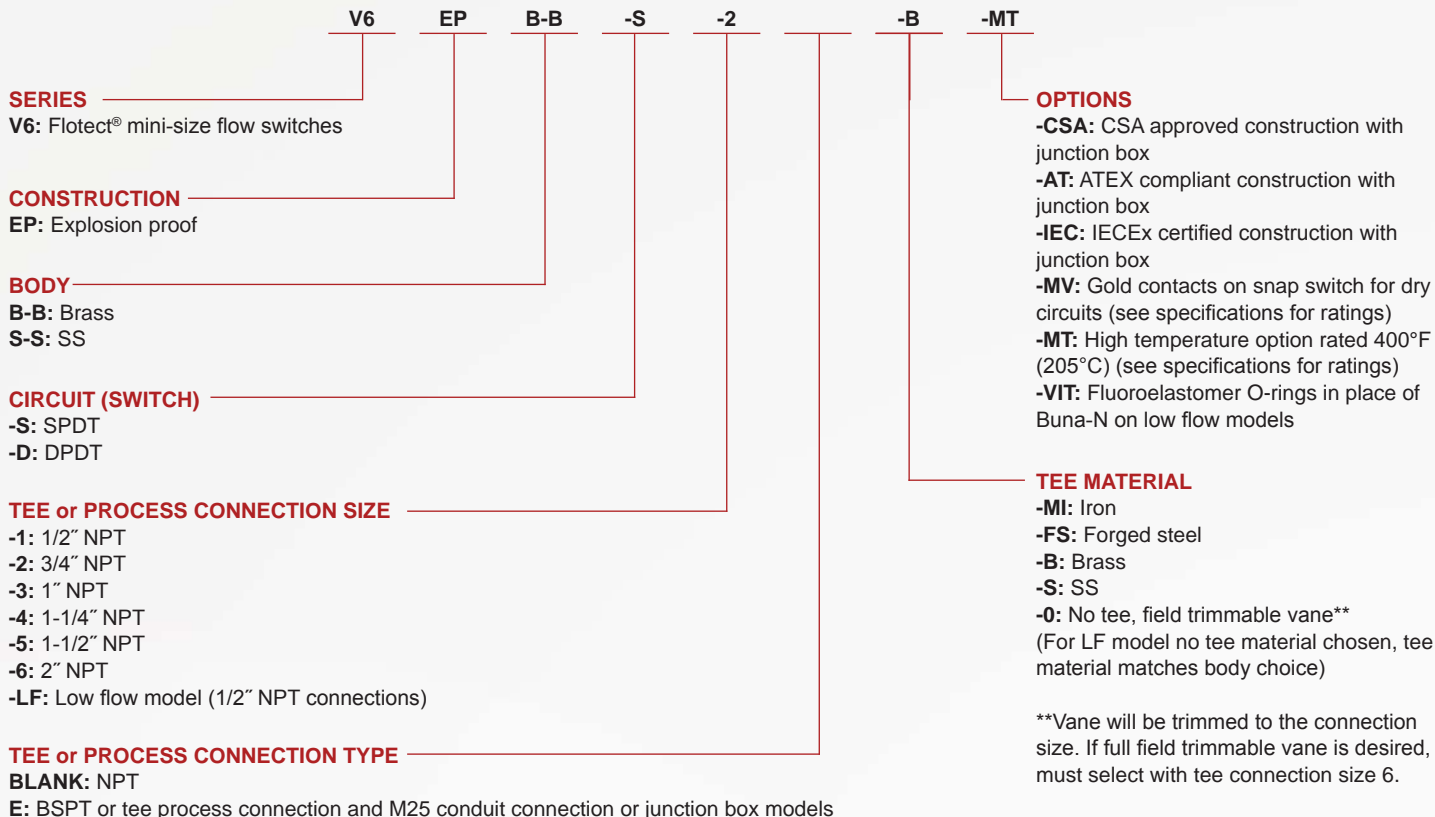 V6 EP B-B -S -2 -B -MT
SERIES
V6: Flotect® mini-size flow switches
CONSTRUCTION
EP: Explosion proof
BODY
B-B: Brass
S-S: SS
CIRCUIT (SWITCH)
-S: SPDT
-D: DPDT
TEE or PROCESS CONNECTION SIZE
-1: 1/2˝ NPT
-2: 3/4˝ NPT
-3: 1˝ NPT
-4: 1-1/4˝ NPT
-5: 1-1/2˝ NPT
-6: 2˝ NPT
-LF: Low flow model (1/2˝ NPT connections)
TEE or PROCESS CONNECTION TYPE
BLANK: NPT
E: BSPT or tee process connection and M25 conduit connection or junction box models
OPTIONS
-CSA: CSA approved construction with
junction box
-AT: ATEX compliant construction with
junction box
-IEC: IECEx certified construction with
junction box
-MV: Gold contacts on snap switch for dry
circuits (see specifications for ratings)
-MT: High temperature option rated 400°F
(205°C) (see specifications for ratings)
-VIT: Fluoroelastomer O-rings in place of
Buna-N on low flow models
TEE MATERIAL
-MI: Iron
-FS: Forged steel
-B: Brass
-S: SS
-0: No tee, field trimmable vane**
(For LF model no tee material chosen, tee
material matches body choice)
**Vane will be trimmed to the connection
size. If full field trimmable vane is desired,
must select with tee connection size 6.